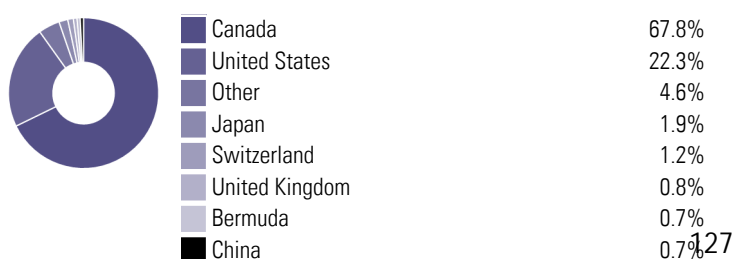 Canada 67.8%
United States 22.3%
Other 4.6%
Japan 1.9%
Switzerland 1.2%
United Kingdom 0.8%
Bermuda 0.7%
China 0.7%
127